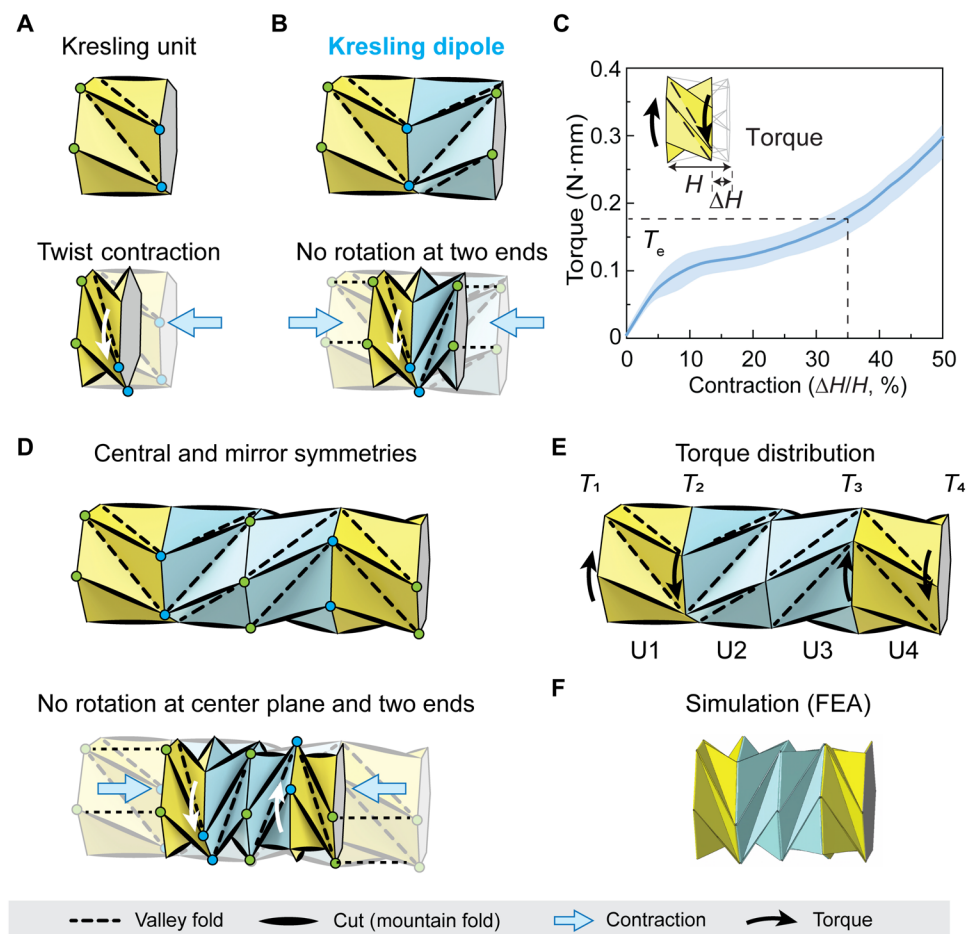 A
Kresling unit
Twist contraction
B
Kresling dipole
No rotation at two ends
C
Torque (N·mm)
0.4
0.3
0.2
0.1
0
Torque
H
ΔH
Te
0 10 20 30 40 50
Contraction (ΔH/H, %)
D
Central and mirror symmetries
No rotation at center plane and two ends
E
Torque distribution
T₁ T₂ T₃ T₄
U1 U2 U3 U4
F
Simulation (FEA)
Valley fold Cut (mountain fold) Contraction Torque